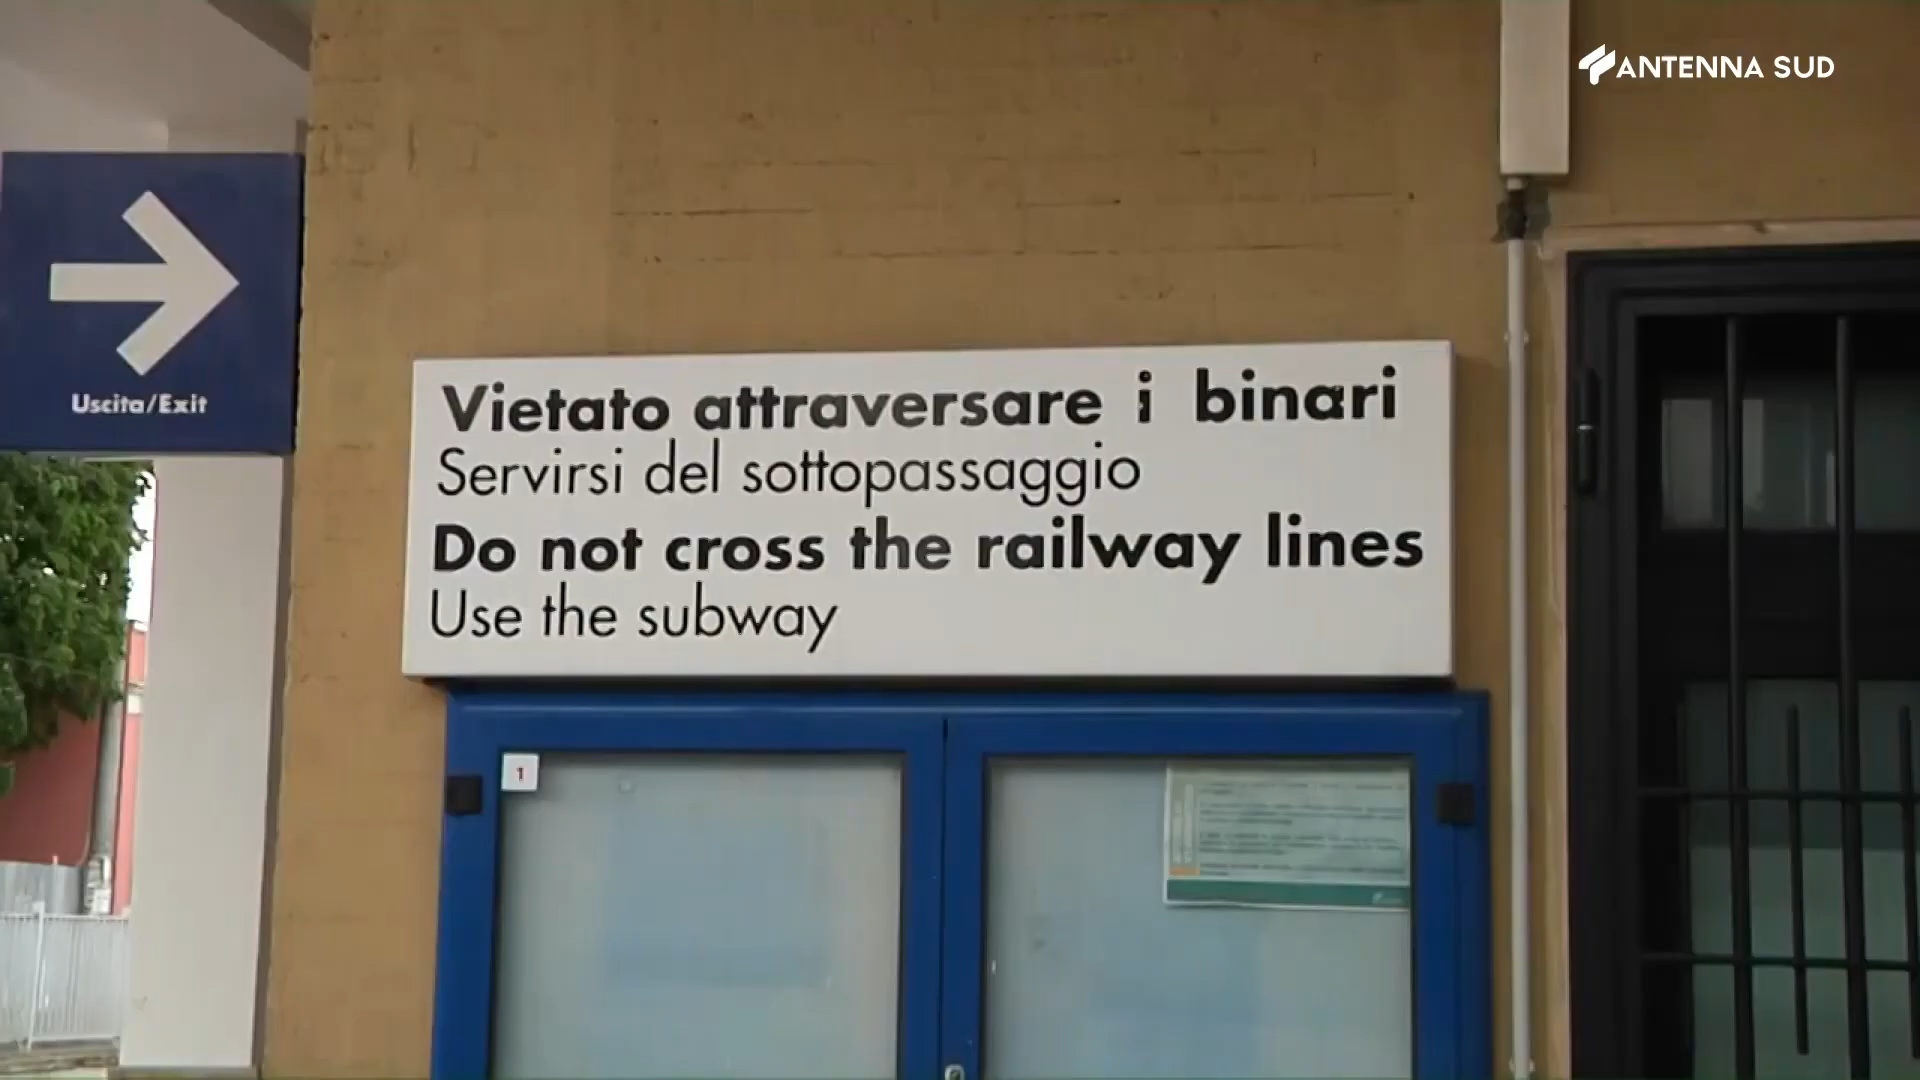 ANTENNA SUD
Uscita/Exit
Vietato attraversare i binari
Servirsi del sottopassaggio
Do not cross the railway lines
Use the subway
1